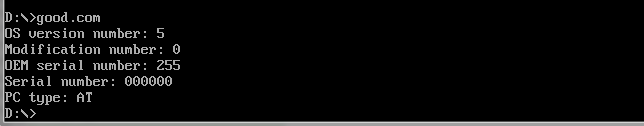 D:\>good.com
OS version number: 5
Modification number: 0
OEM serial number: 255
Serial number: 000000
PC type: AT
D:\>